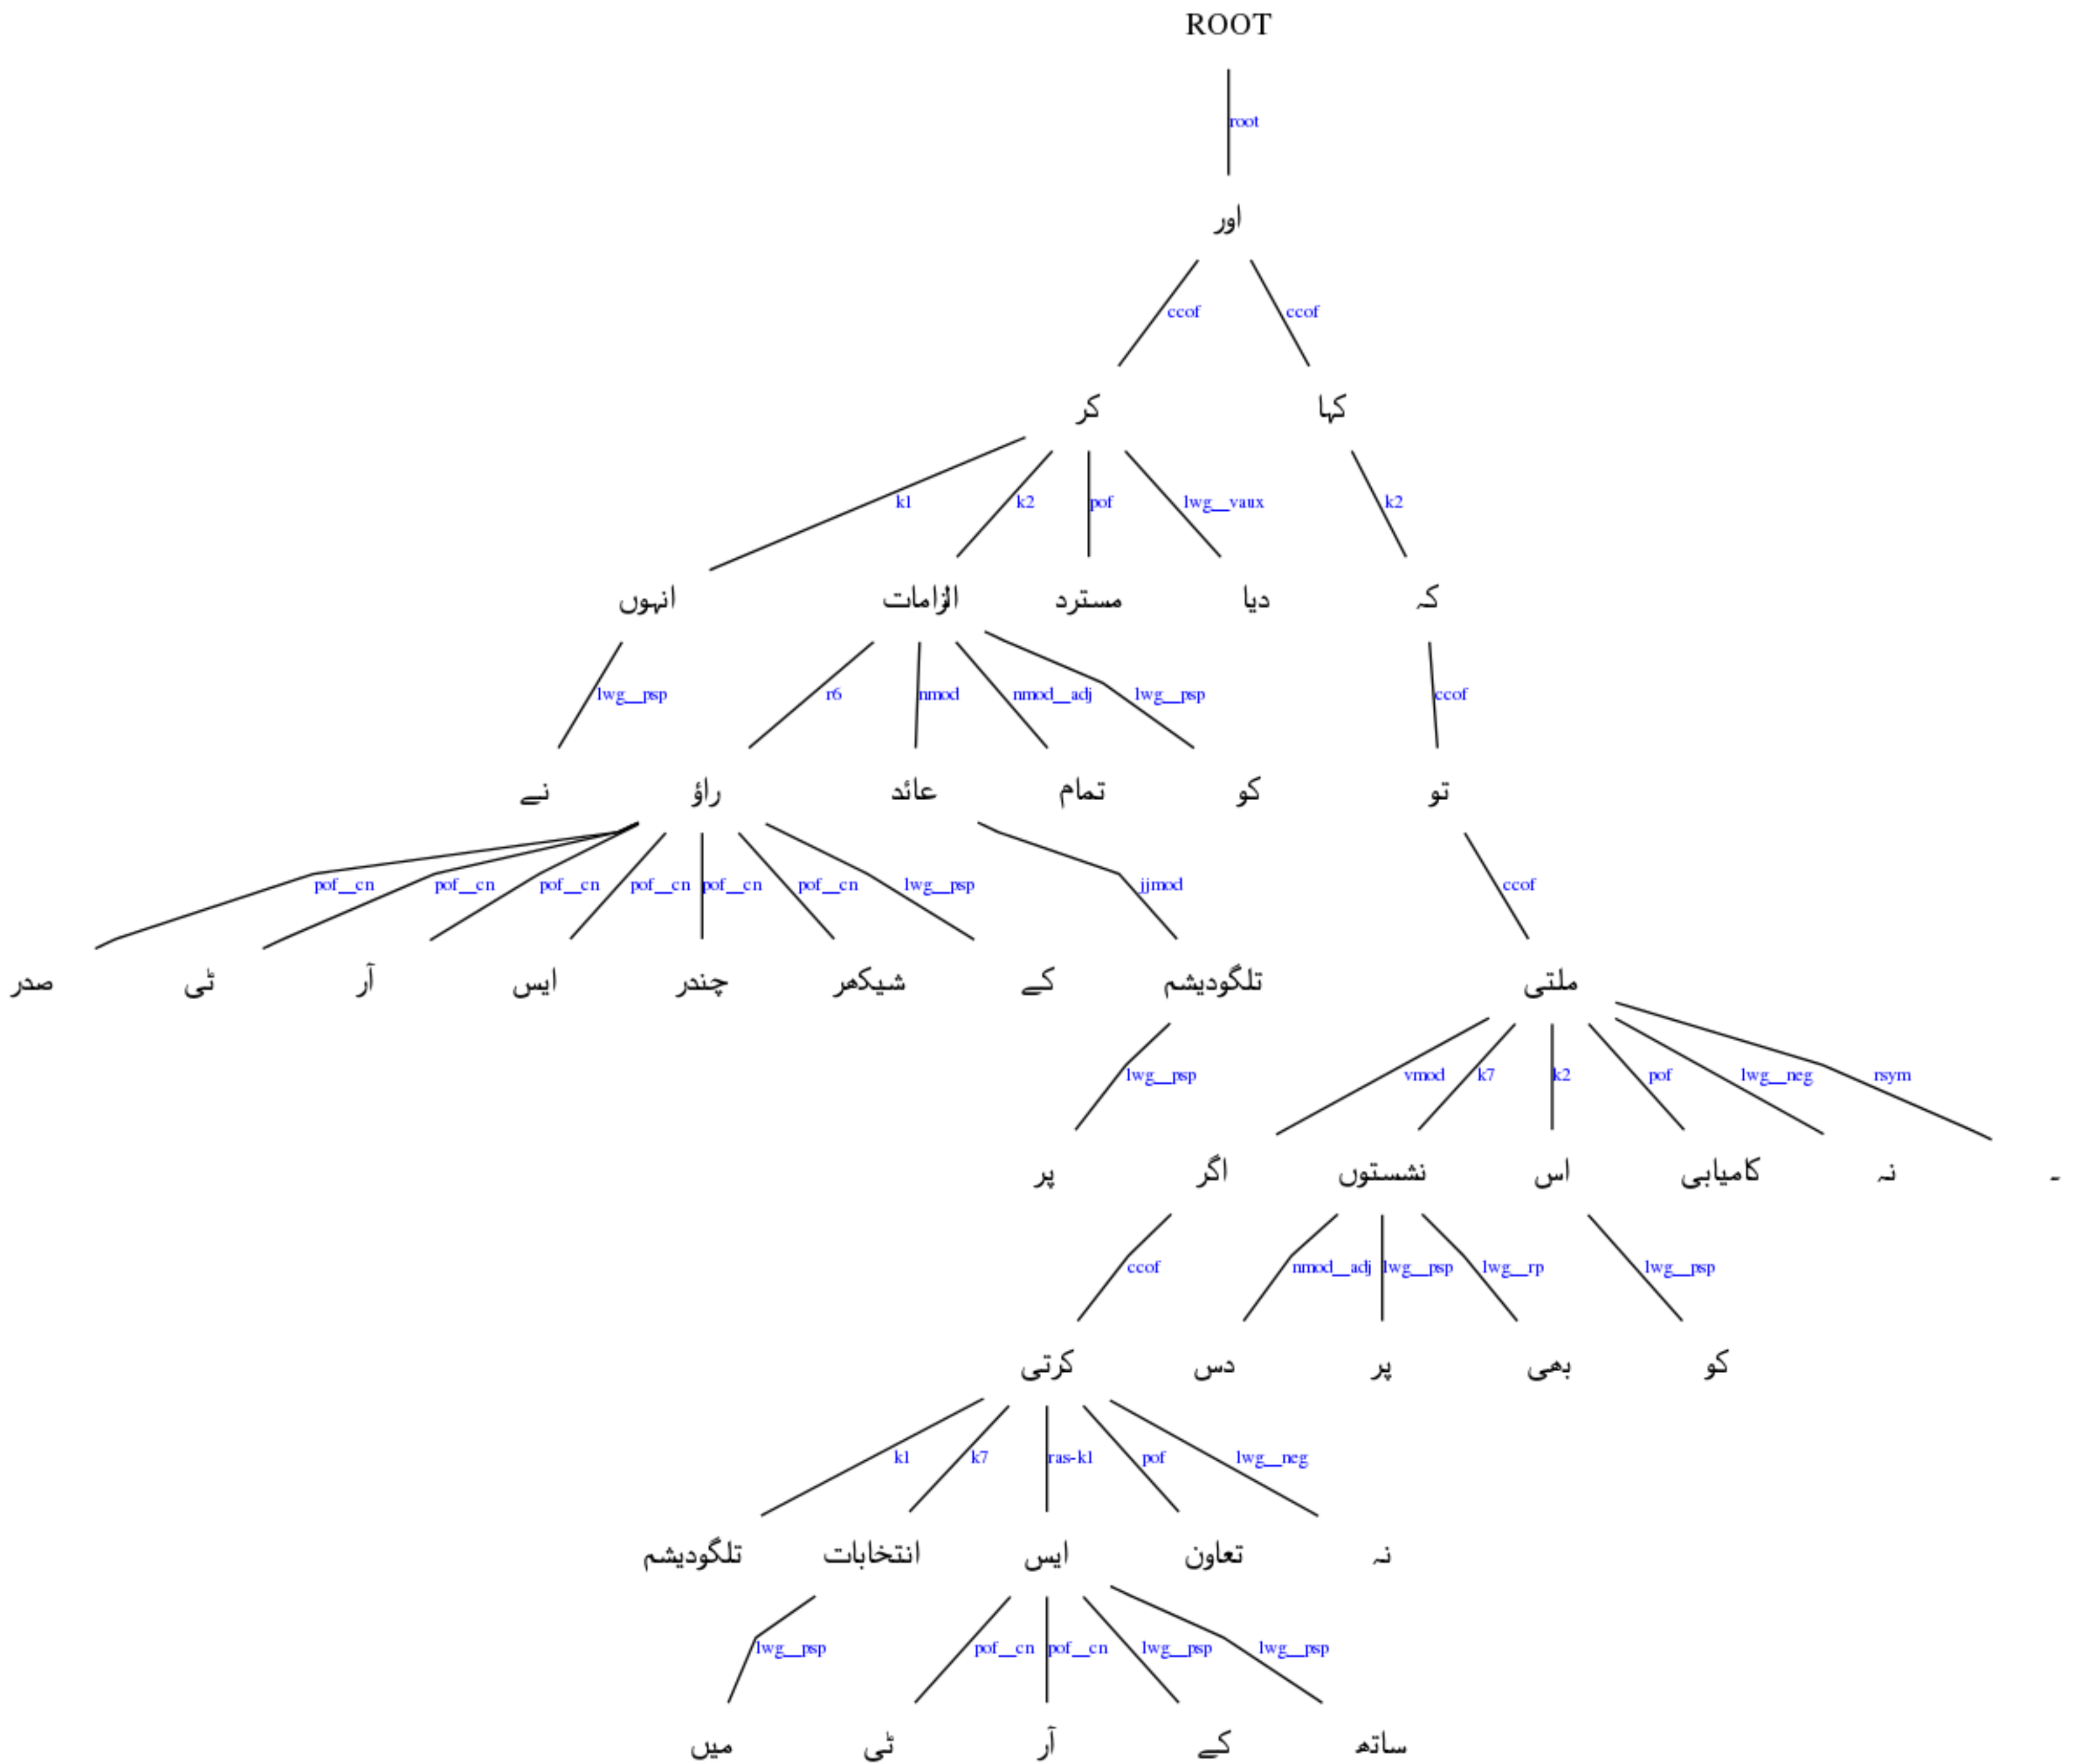 ROOT
root
اور
ccof ccof
کر کہا
k1 k2 pof lwg__vaux k2
انہوں الزامات مسترد دیا کہ
lwg__psp r6 nmod nmod__adj lwg__psp ccof
نے راؤ عائد تمام کو تو
pof__cn pof__cn pof__cn pof__cn pof__cn pof__cn lwg__psp jjmod ccof
صدر ٹی آر ایس چندر شیکھر کے تلگودیشم ملتی
lwg__psp vmod k7 k2 pof lwg__neg rsym
پر اگر نشستوں اس کامیابی نہ ۔
ccof nmod__adj lwg__psp lwg__rp lwg__psp
کرتی دس پر بھی کو
k1 k7 ras-k1 pof lwg__neg
تلگودیشم انتخابات ایس تعاون نہ
lwg__psp pof__cn pof__cn lwg__psp lwg__psp
میں ٹی آر کے ساتھ